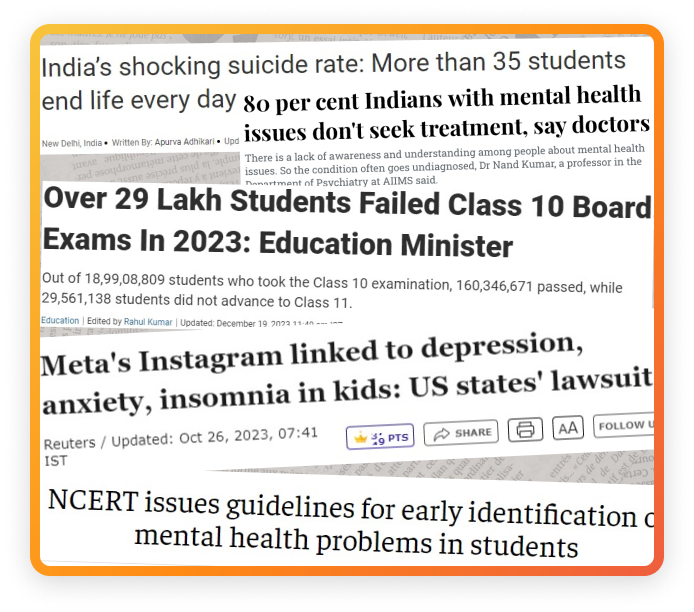 India's shocking suicide rate: More than 35 students
end life every day
New Delhi, India • Written By: Apurva Adhikari • Upd
80 per cent Indians with mental health
issues don't seek treatment, say doctors
There is a lack of awareness and understanding among people about mental health
issues. So the condition often goes undiagnosed, Dr Nand Kumar, a professor in the
Department of Psychiatry at AIIMS said.
Over 29 Lakh Students Failed Class 10 Board
Exams In 2023: Education Minister
Out of 18,99,08,809 students who took the Class 10 examination, 160,346,671 passed, while
29,561,138 students did not advance to Class 11.
Education | Edited by Rahul Kumar | Updated: December 19, 2023 11:40 am IST
Meta's Instagram linked to depression,
anxiety, insomnia in kids: US states' lawsuit
Reuters / Updated: Oct 26, 2023, 07:41
IST
PTS
SHARE
AA
FOLLOW U
NCERT issues guidelines for early identification o
mental health problems in students